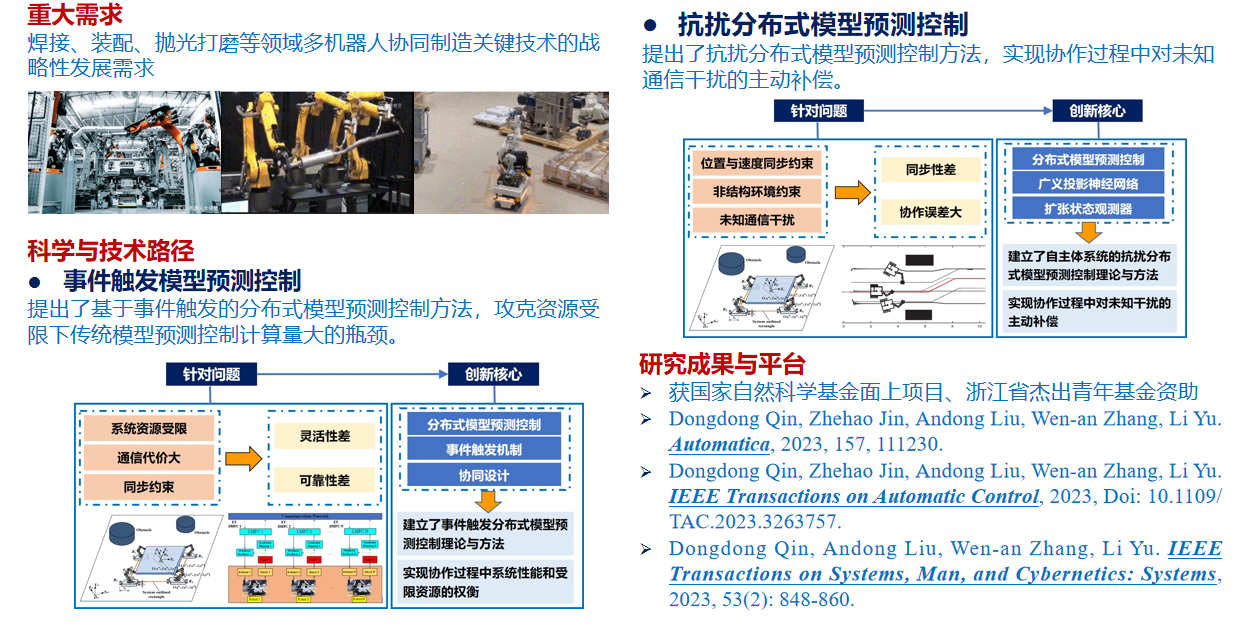 重大需求
焊接、装配、抛光打磨等领域多机器人协同制造关键技术的战
略性发展需求
科学与技术路径
● 事件触发模型预测控制
提出了基于事件触发的分布式模型预测控制方法，攻克资源受
限下传统模型预测控制计算量大的瓶颈。
针对问题
创新核心
系统资源受限
通信代价大
同步约束
灵活性差
可靠性差
分布式模型预测控制
事件触发机制
协同设计
建立了事件触发分布式模型预
测控制理论与方法
实现协作过程中系统性能和受
限资源的权衡
Obstacle
Obstacle
System outlined
rectangle
Communication Network
● 抗扰分布式模型预测控制
提出了抗扰分布式模型预测控制方法，实现协作过程中对未知
通信干扰的主动补偿。
针对问题
创新核心
位置与速度同步约束
非结构环境约束
未知通信干扰
同步性差
协作误差大
分布式模型预测控制
广义投影神经网络
扩张状态观测器
建立了自主体系统的抗扰分布
式模型预测控制理论与方法
实现协作过程中对未知干扰的
主动补偿
Obstacle
Obstacle
System outlined
rectangle
研究成果与平台
➢ 获国家自然科学基金面上项目、浙江省杰出青年基金资助
➢ Dongdong Qin, Zhehao Jin, Andong Liu, Wen-an Zhang, Li Yu.
Automatica, 2023, 157, 111230.
➢ Dongdong Qin, Zhehao Jin, Andong Liu, Wen-an Zhang, Li Yu.
IEEE Transactions on Automatic Control, 2023, Doi: 10.1109/
TAC.2023.3263757.
➢ Dongdong Qin, Andong Liu, Wen-an Zhang, Li Yu. IEEE
Transactions on Systems, Man, and Cybernetics: Systems,
2023, 53(2): 848-860.